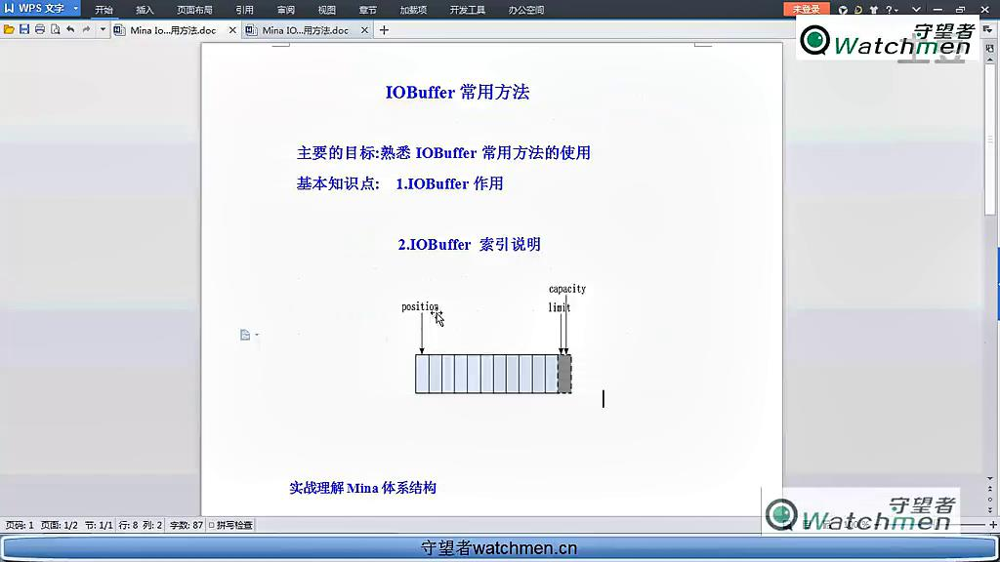 WPS 文字
开始 插入 页面布局 引用 审阅 视图 章节 加载项 开发工具 办公空间
未登录
Mina Io...用方法.doc
Mina IO...用方法.doc
守望者
Watchmen
IOBuffer 常用方法
主要的目标:熟悉 IOBuffer 常用方法的使用
基本知识点: 1.IOBuffer 作用
2.IOBuffer 索引说明
capacity
position
limit
实战理解 Mina 体系结构
守望者
Watchmen
页码: 1 页面: 1/2 节: 1/1 行: 8 列: 2 字数: 87 拼写检查
守望者watchmen.cn